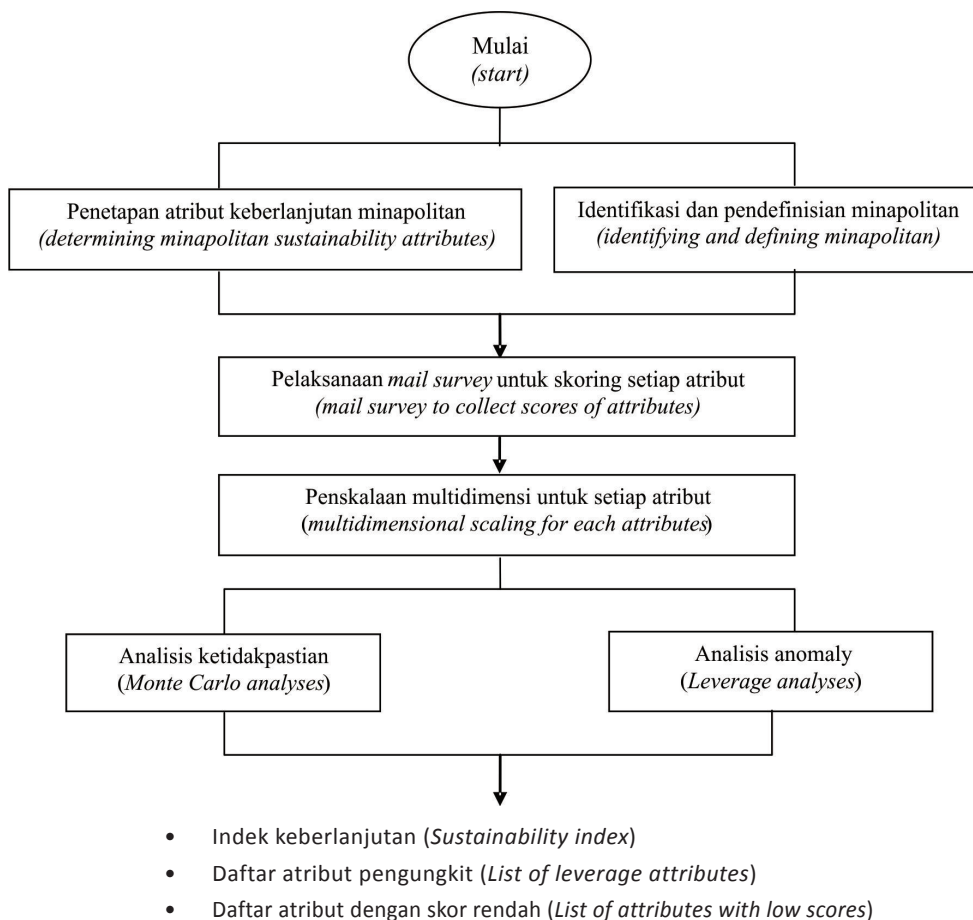 Mulai
(start)
Penetapan atribut keberlanjutan minapolitan
(determining minapolitan sustainability attributes)
Identifikasi dan pendefinisian minapolitan
(identifying and defining minapolitan)
Pelaksanaan mail survey untuk skoring setiap atribut
(mail survey to collect scores of attributes)
Penskalaan multidimensi untuk setiap atribut
(multidimensional scaling for each attributes)
Analisis ketidakpastian
(Monte Carlo analyses)
Analisis anomaly
(Leverage analyses)
• Indek keberlanjutan (Sustainability index)
• Daftar atribut pengungkit (List of leverage attributes)
• Daftar atribut dengan skor rendah (List of attributes with low scores)